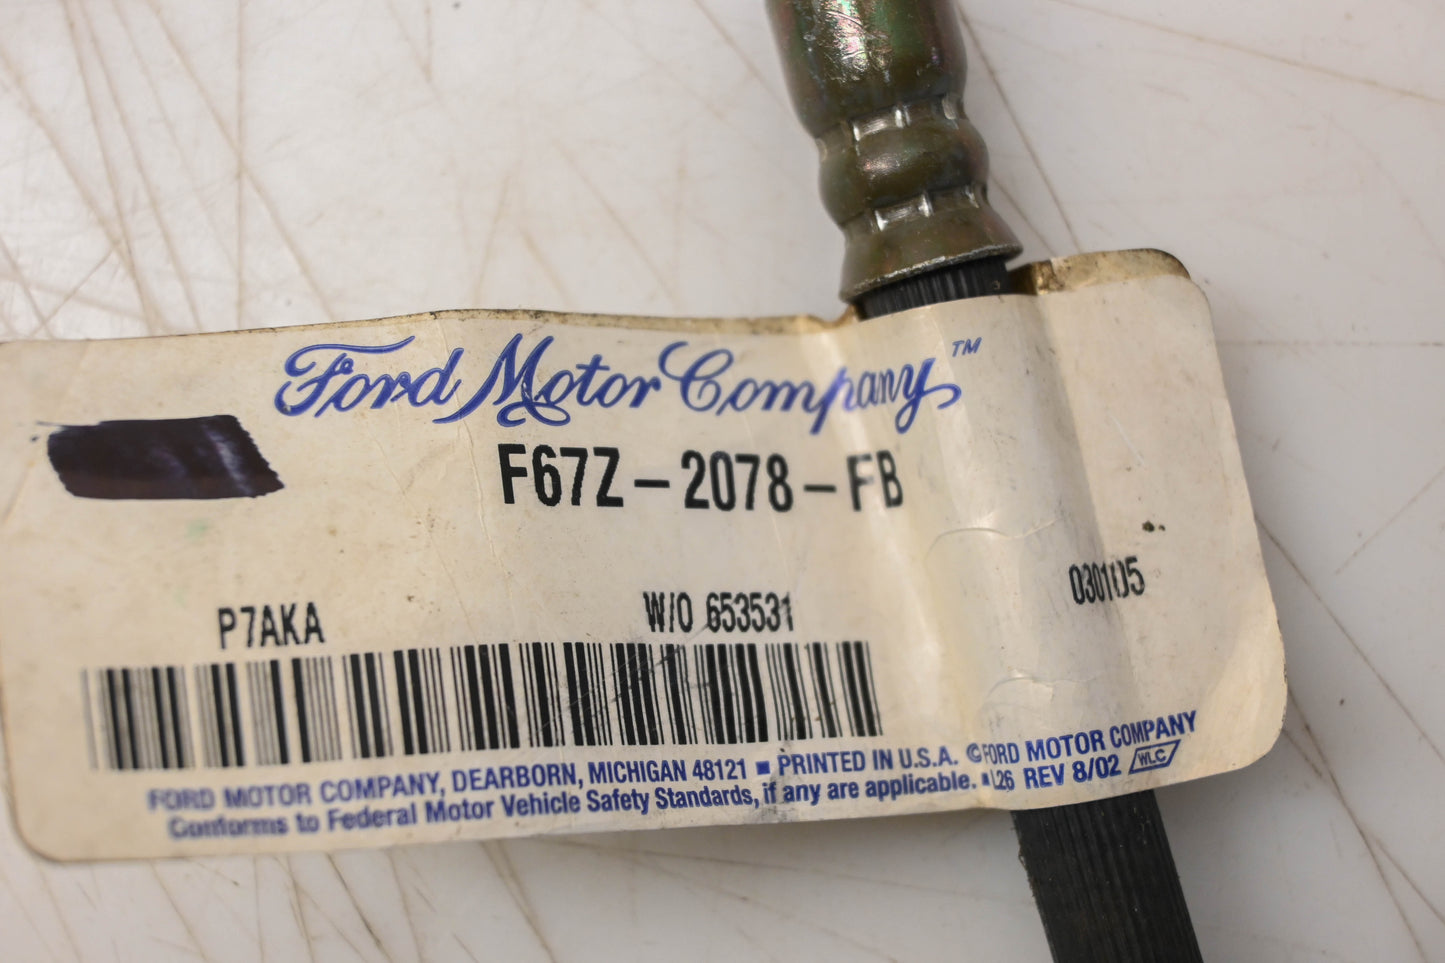 Ford Motor Company™
F67Z-2078-FB
P7AKA W/O 653531 030105
FORD MOTOR COMPANY, DEARBORN, MICHIGAN 48121 ■ PRINTED IN U.S.A. © FORD MOTOR COMPANY
Conforms to Federal Motor Vehicle Safety Standards, if any are applicable. ■ L26 REV 8/02 WLC